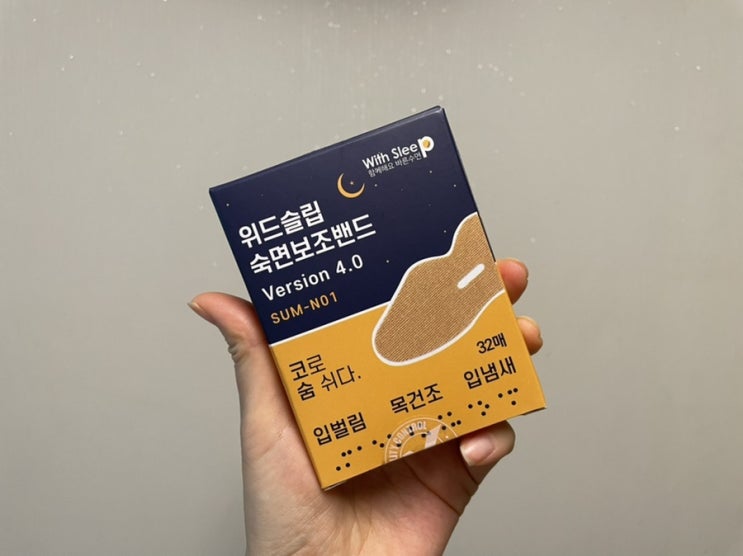 With Sleep
함께해요 바른수면
위드슬립
숙면보조밴드
Version 4.0
SUM-N01
32매
코로
숨 쉬다.
입벌림 목건조 입냄새
CONTROL